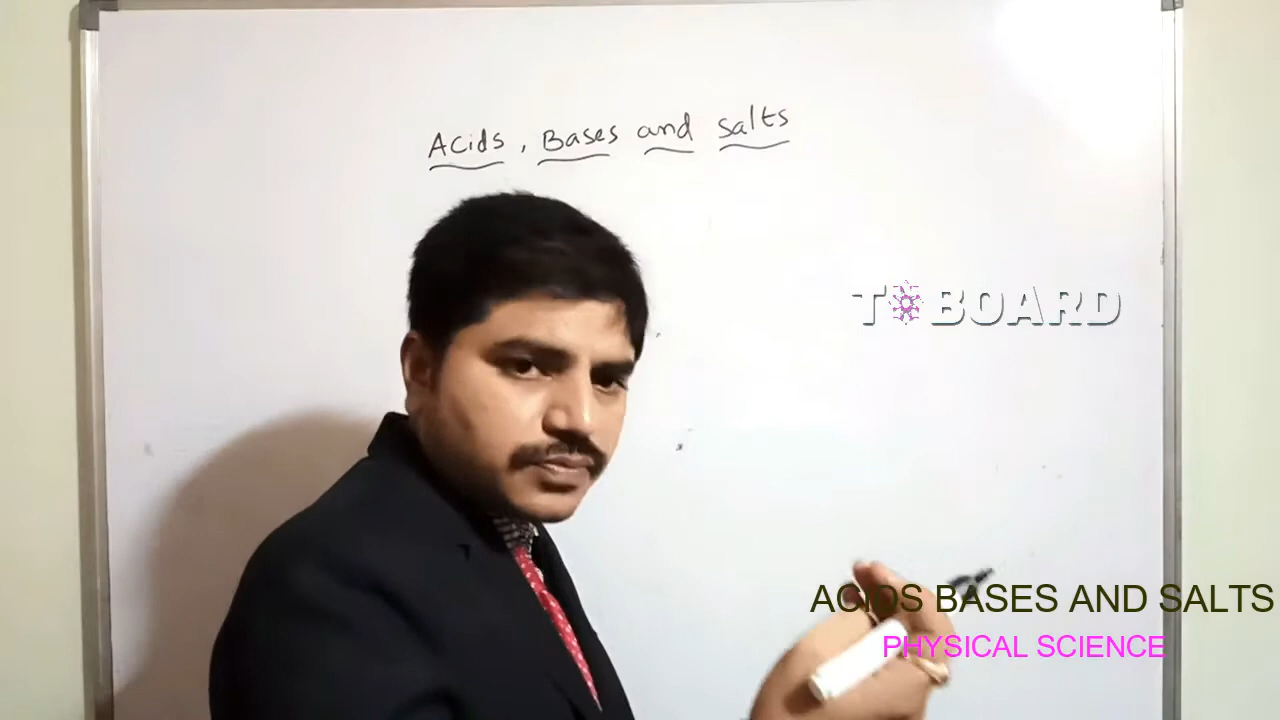 Acids, Bases and Salts
T BOARD
ACIDS BASES AND SALTS
PHYSICAL SCIENCE